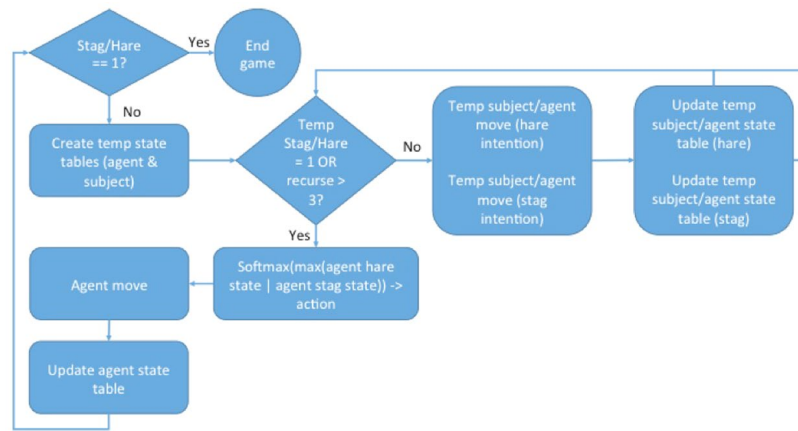 Stag/Hare
== 1?
Yes
End
game
No
Create temp state
tables (agent &
subject)
Temp
Stag/Hare
= 1 OR
recurse >
3?
No
Temp subject/agent
move (hare
intention)
Temp subject/agent
move (stag
intention)
Update temp
subject/agent state
table (hare)
Update temp
subject/agent state
table (stag)
Yes
Softmax(max(agent hare
state | agent stag state)) ->
action
Agent move
Update agent state
table